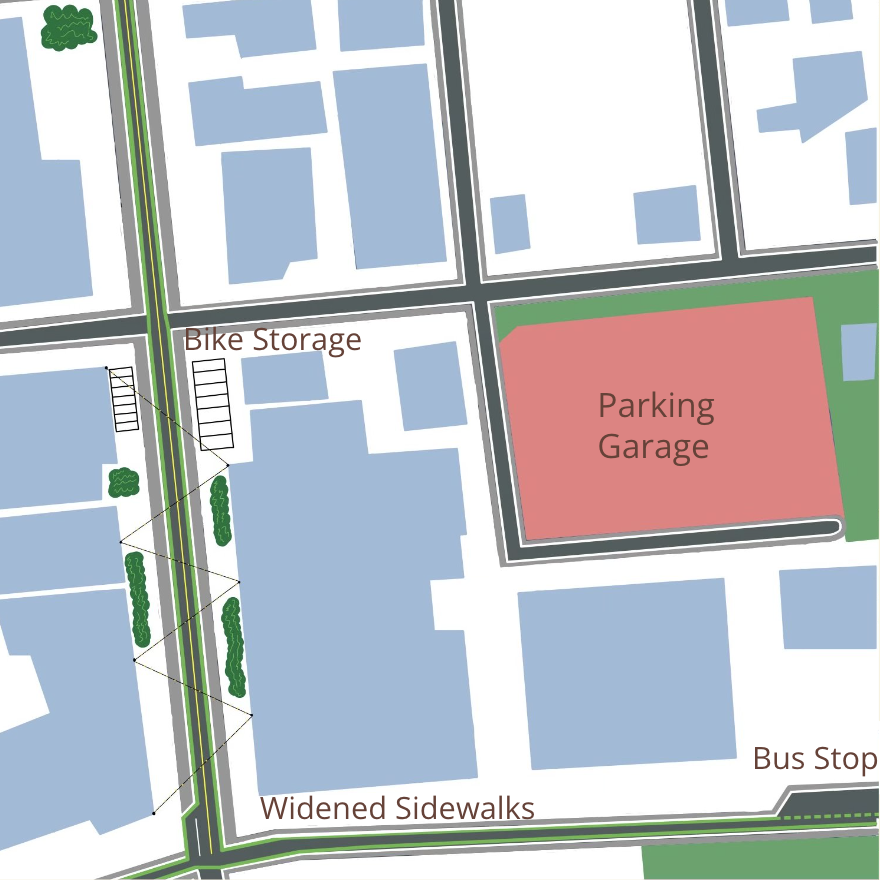 Bike Storage
Parking
Garage
Bus Stop
Widened Sidewalks